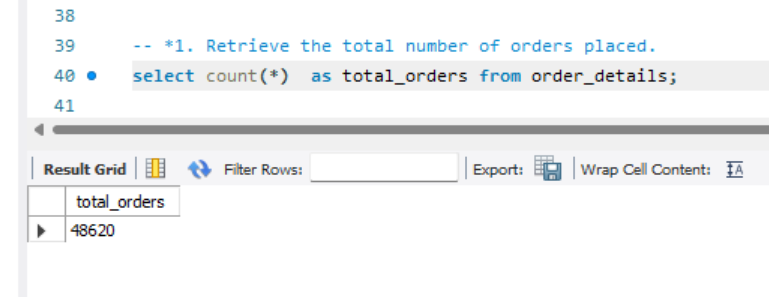 38
39 -- *1. Retrieve the total number of orders placed.
40 select count(*)  as total_orders from order_details;
41
Result Grid Filter Rows: Export: Wrap Cell Content:
total_orders
48620